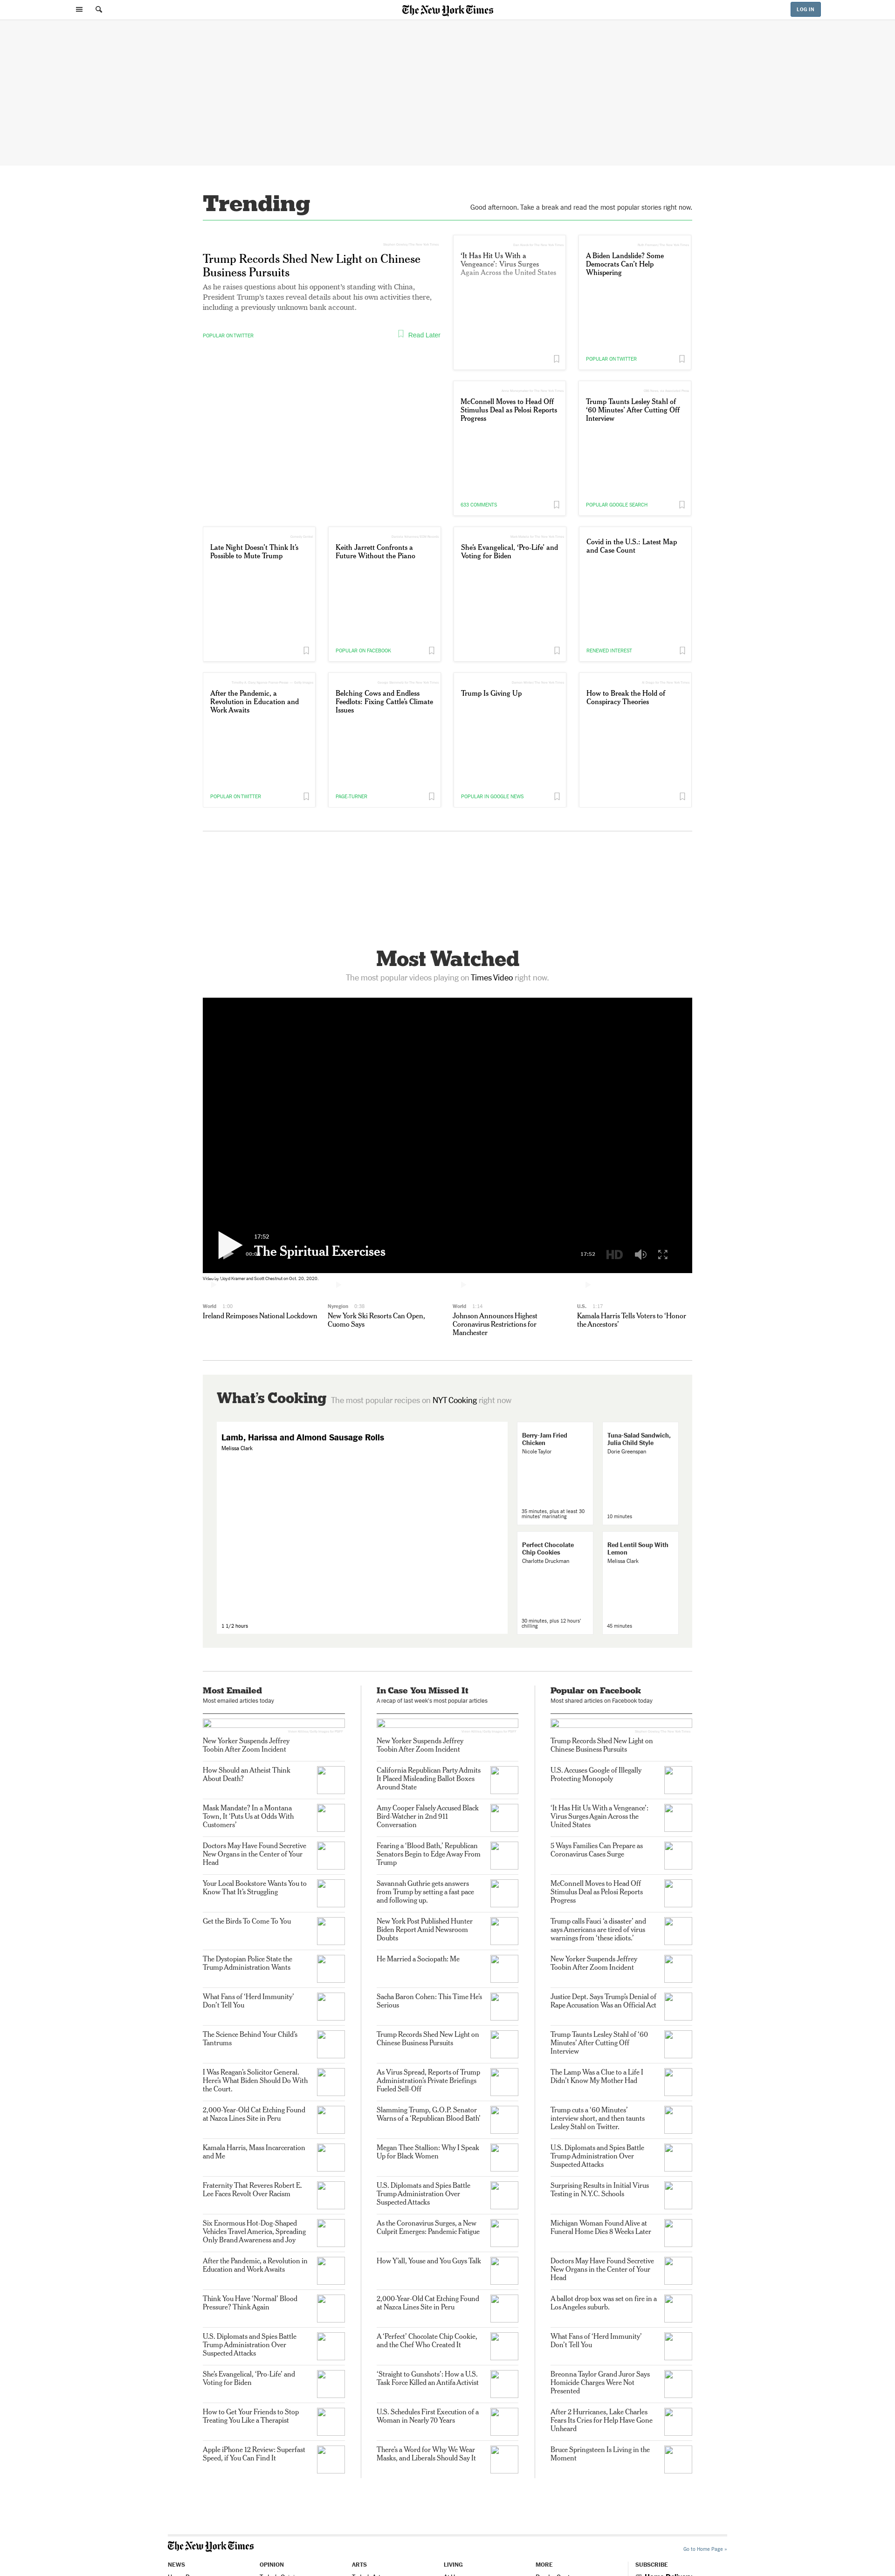 The New York Times
LOG IN
Trending
Good afternoon. Take a break and read the most popular stories right now.
Trump Records Shed New Light on Chinese
Business Pursuits
As he raises questions about his opponent's standing with China,
President Trump's taxes reveal details about his own activities there,
including a previously unknown bank account.
POPULAR ON TWITTER
Read Later
‘It Has Hit Us With a
Vengeance’: Virus Surges
Again Across the United States
A Biden Landslide? Some
Democrats Can’t Help
Whispering
POPULAR ON TWITTER
McConnell Moves to Head Off
Stimulus Deal as Pelosi Reports
Progress
633 COMMENTS
Trump Taunts Lesley Stahl of
‘60 Minutes’ After Cutting Off
Interview
POPULAR GOOGLE SEARCH
Late Night Doesn’t Think It’s
Possible to Mute Trump
Keith Jarrett Confronts a
Future Without the Piano
POPULAR ON FACEBOOK
She’s Evangelical, ‘Pro-Life’ and
Voting for Biden
Covid in the U.S.: Latest Map
and Case Count
RENEWED INTEREST
After the Pandemic, a
Revolution in Education and
Work Awaits
POPULAR ON TWITTER
Belching Cows and Endless
Feedlots: Fixing Cattle’s Climate
Issues
PAGE-TURNER
Trump Is Giving Up
POPULAR IN GOOGLE NEWS
How to Break the Hold of
Conspiracy Theories
Most Watched
The most popular videos playing on Times Video right now.
17:52
The Spiritual Exercises
17:52
HD
Lloyd Kramer and Scott Chestnut on Oct. 20, 2020.
World 1:00
Ireland Reimposes National Lockdown
Nyregion 0:36
New York Ski Resorts Can Open,
Cuomo Says
World 1:14
Johnson Announces Highest
Coronavirus Restrictions for
Manchester
U.S. 1:17
Kamala Harris Tells Voters to ‘Honor
the Ancestors’
What’s Cooking The most popular recipes on NYT Cooking right now
Lamb, Harissa and Almond Sausage Rolls
Melissa Clark
1 1/2 hours
Berry-Jam Fried
Chicken
Nicole Taylor
35 minutes, plus at least 30
minutes' marinating
Tuna-Salad Sandwich,
Julia Child Style
Dorie Greenspan
10 minutes
Perfect Chocolate
Chip Cookies
Charlotte Druckman
30 minutes, plus 12 hours'
chilling
Red Lentil Soup With
Lemon
Melissa Clark
45 minutes
Most Emailed
Most emailed articles today
New Yorker Suspends Jeffrey
Toobin After Zoom Incident
How Should an Atheist Think
About Death?
Mask Mandate? In a Montana
Town, It ‘Puts Us at Odds With
Customers’
Doctors May Have Found Secretive
New Organs in the Center of Your
Head
Your Local Bookstore Wants You to
Know That It’s Struggling
Get the Birds To Come To You
The Dystopian Police State the
Trump Administration Wants
What Fans of ‘Herd Immunity’
Don’t Tell You
The Science Behind Your Child’s
Tantrums
I Was Reagan’s Solicitor General.
Here’s What Biden Should Do With
the Court.
2,000-Year-Old Cat Etching Found
at Nazca Lines Site in Peru
Kamala Harris, Mass Incarceration
and Me
Fraternity That Reveres Robert E.
Lee Faces Revolt Over Racism
Six Enormous Hot-Dog-Shaped
Vehicles Travel America, Spreading
Only Brand Awareness and Joy
After the Pandemic, a Revolution in
Education and Work Awaits
Think You Have ‘Normal’ Blood
Pressure? Think Again
U.S. Diplomats and Spies Battle
Trump Administration Over
Suspected Attacks
She’s Evangelical, ‘Pro-Life’ and
Voting for Biden
How to Get Your Friends to Stop
Treating You Like a Therapist
Apple iPhone 12 Review: Superfast
Speed, if You Can Find It
In Case You Missed It
A recap of last week's most popular articles
New Yorker Suspends Jeffrey
Toobin After Zoom Incident
California Republican Party Admits
It Placed Misleading Ballot Boxes
Around State
Amy Cooper Falsely Accused Black
Bird-Watcher in 2nd 911
Conversation
Fearing a ‘Blood Bath,’ Republican
Senators Begin to Edge Away From
Trump
Savannah Guthrie gets answers
from Trump by setting a fast pace
and following up.
New York Post Published Hunter
Biden Report Amid Newsroom
Doubts
He Married a Sociopath: Me
Sacha Baron Cohen: This Time He’s
Serious
Trump Records Shed New Light on
Chinese Business Pursuits
As Virus Spread, Reports of Trump
Administration’s Private Briefings
Fueled Sell-Off
Slamming Trump, G.O.P. Senator
Warns of a ‘Republican Blood Bath’
Megan Thee Stallion: Why I Speak
Up for Black Women
U.S. Diplomats and Spies Battle
Trump Administration Over
Suspected Attacks
As the Coronavirus Surges, a New
Culprit Emerges: Pandemic Fatigue
How Y’all, Youse and You Guys Talk
2,000-Year-Old Cat Etching Found
at Nazca Lines Site in Peru
A ‘Perfect’ Chocolate Chip Cookie,
and the Chef Who Created It
‘Straight to Gunshots’: How a U.S.
Task Force Killed an Antifa Activist
U.S. Schedules First Execution of a
Woman in Nearly 70 Years
There’s a Word for Why We Wear
Masks, and Liberals Should Say It
Popular on Facebook
Most shared articles on Facebook today
Trump Records Shed New Light on
Chinese Business Pursuits
U.S. Accuses Google of Illegally
Protecting Monopoly
‘It Has Hit Us With a Vengeance’:
Virus Surges Again Across the
United States
5 Ways Families Can Prepare as
Coronavirus Cases Surge
McConnell Moves to Head Off
Stimulus Deal as Pelosi Reports
Progress
Trump calls Fauci ‘a disaster’ and
says Americans are tired of virus
warnings from ‘these idiots.’
New Yorker Suspends Jeffrey
Toobin After Zoom Incident
Justice Dept. Says Trump’s Denial of
Rape Accusation Was an Official Act
Trump Taunts Lesley Stahl of ‘60
Minutes’ After Cutting Off
Interview
The Lamp Was a Clue to a Life I
Didn’t Know My Mother Had
Trump cuts a ‘60 Minutes’
interview short, and then taunts
Lesley Stahl on Twitter.
U.S. Diplomats and Spies Battle
Trump Administration Over
Suspected Attacks
Surprising Results in Initial Virus
Testing in N.Y.C. Schools
Michigan Woman Found Alive at
Funeral Home Dies 8 Weeks Later
Doctors May Have Found Secretive
New Organs in the Center of Your
Head
A ballot drop box was set on fire in a
Los Angeles suburb.
What Fans of ‘Herd Immunity’
Don’t Tell You
Breonna Taylor Grand Juror Says
Homicide Charges Were Not
Presented
After 2 Hurricanes, Lake Charles
Fears Its Cries for Help Have Gone
Unheard
Bruce Springsteen Is Living in the
Moment
The New York Times
Go to Home Page »
NEWS
OPINION
ARTS
LIVING
MORE
SUBSCRIBE